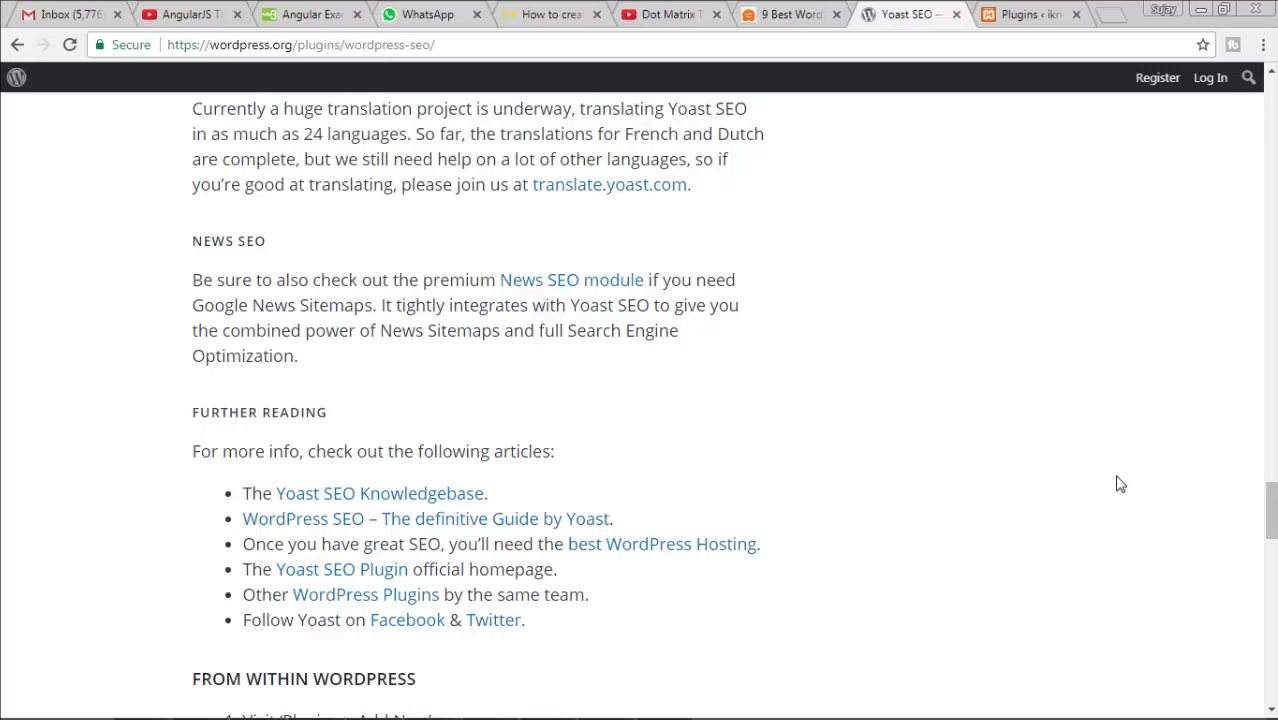 Inbox (5,776
AngularJS T
Angular Exa
WhatsApp
How to crea
Dot Matrix T
9 Best Word
Yoast SEO —
Plugins ‹ ikn
Sujay
Secure
https://wordpress.org/plugins/wordpress-seo/
Register
Log In
Currently a huge translation project is underway, translating Yoast SEO
in as much as 24 languages. So far, the translations for French and Dutch
are complete, but we still need help on a lot of other languages, so if
you’re good at translating, please join us at translate.yoast.com.
NEWS SEO
Be sure to also check out the premium News SEO module if you need
Google News Sitemaps. It tightly integrates with Yoast SEO to give you
the combined power of News Sitemaps and full Search Engine
Optimization.
FURTHER READING
For more info, check out the following articles:
• The Yoast SEO Knowledgebase.
• WordPress SEO – The definitive Guide by Yoast.
• Once you have great SEO, you’ll need the best WordPress Hosting.
• The Yoast SEO Plugin official homepage.
• Other WordPress Plugins by the same team.
• Follow Yoast on Facebook & Twitter.
FROM WITHIN WORDPRESS
1. Visit ‘Plugins > Add New’